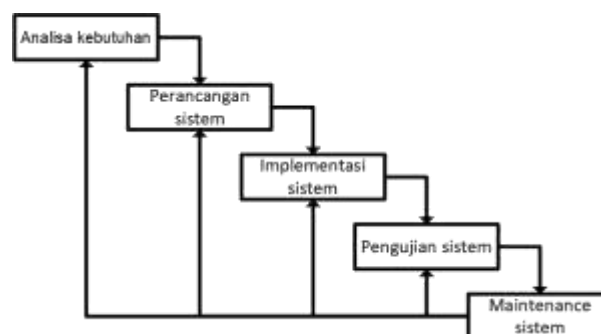 Analisa kebutuhan
Perancangan
sistem
Implementasi
sistem
Pengujian sistem
Maintenance
sistem